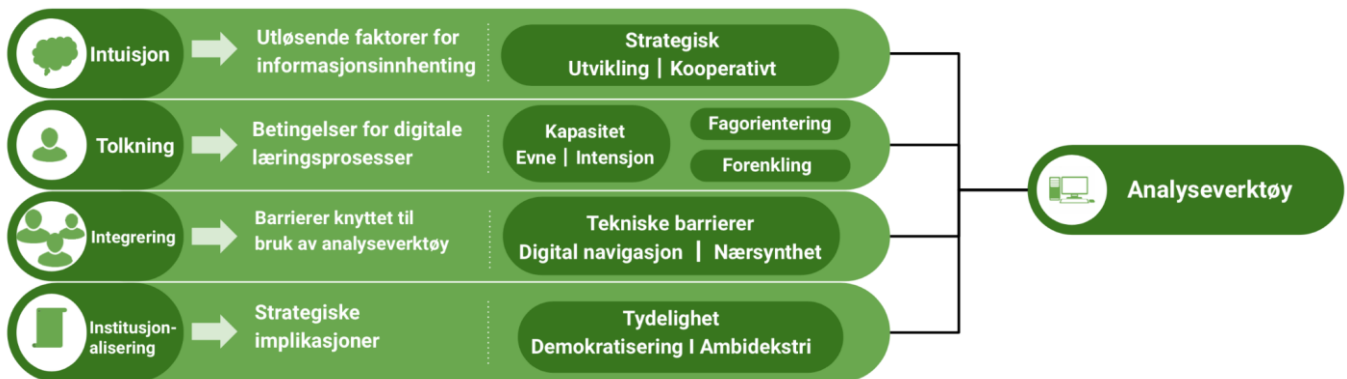 Intuisjon
Utløsende faktorer for
informasjonsinnhenting
Strategisk
Utvikling | Kooperativt
Tolkning
Betingelser for digitale
læringsprosesser
Kapasitet
Evne | Intensjon
Fagorientering
Forenkling
Integrering
Barrierer knyttet til
bruk av analyseverktøy
Tekniske barrierer
Digital navigasjon | Nærsynthet
Institusjon-
alisering
Strategiske
implikasjoner
Tydelighet
Demokratisering I Ambidekstri
Analyseverktøy